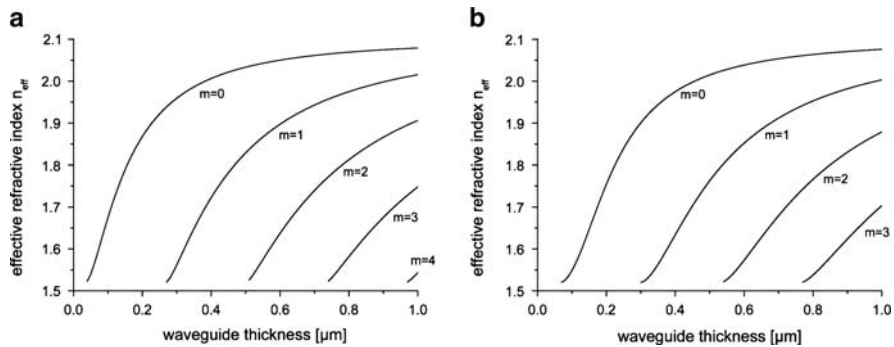 a
effective refractive index n_eff
2.1
2.0
1.9
1.8
1.7
1.6
1.5
m=0
m=1
m=2
m=3
m=4
0.0 0.2 0.4 0.6 0.8 1.0
waveguide thickness [µm]
b
effective refractive index n_eff
2.1
2.0
1.9
1.8
1.7
1.6
1.5
m=0
m=1
m=2
m=3
0.0 0.2 0.4 0.6 0.8 1.0
waveguide thickness [µm]